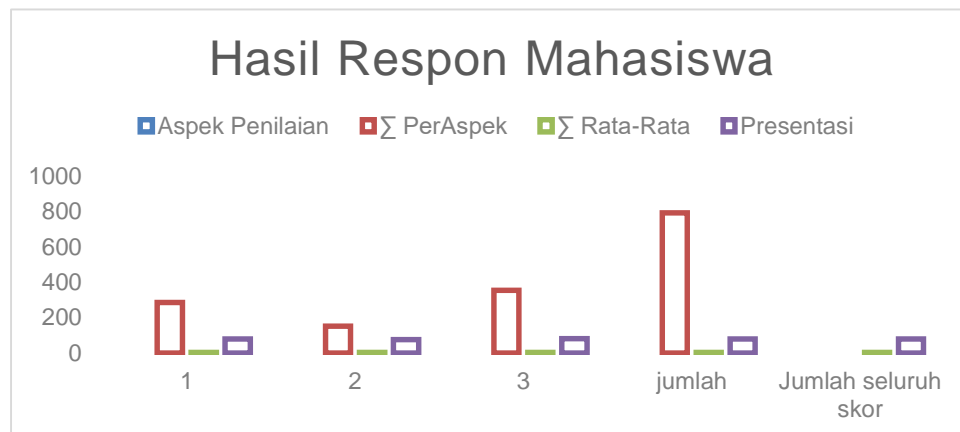 Hasil Respon Mahasiswa
Aspek Penilaian ∑ PerAspek ∑ Rata-Rata Presentasi
1000
800
600
400
200
0
1 2 3 jumlah Jumlah seluruh
skor